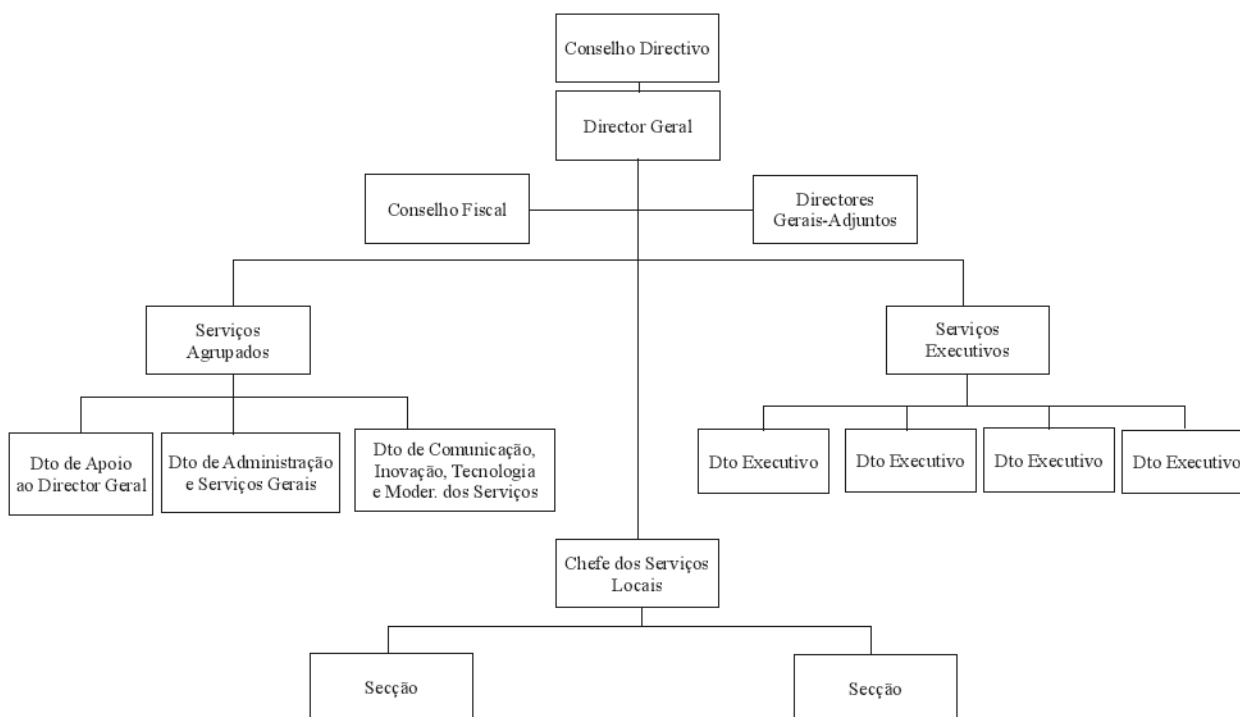 Conselho Directivo
Director Geral
Conselho Fiscal
Directores
Gerais-Adjuntos
Serviços
Agrupados
Serviços
Executivos
Dto de Apoio
ao Director Geral
Dto de Administração
e Serviços Gerais
Dto de Comunicação,
Inovação, Tecnologia
e Moder. dos Serviços
Dto Executivo
Dto Executivo
Dto Executivo
Dto Executivo
Chefe dos Serviços
Locais
Secção
Secção